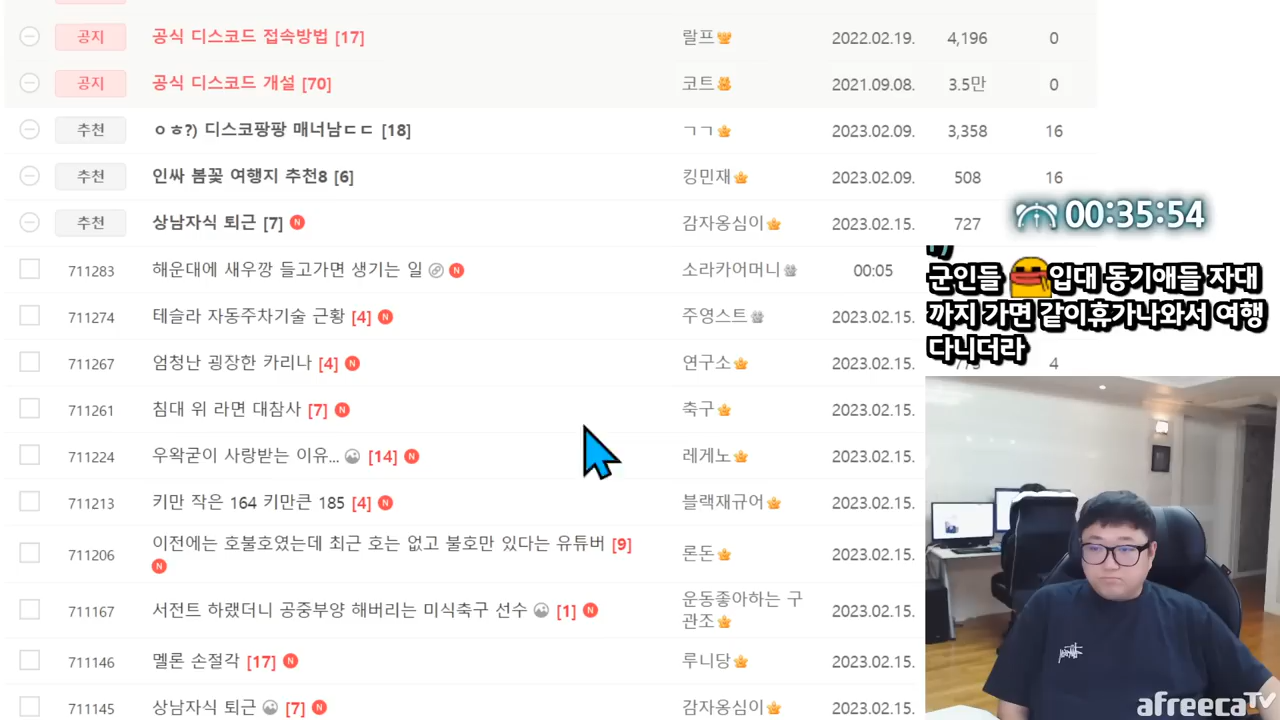 공지 공식 디스코드 접속방법 [17] 랄프 2022.02.19. 4,196 0
공지 공식 디스코드 개설 [70] 코트 2021.09.08. 3.5만 0
추천 ㅇㅎ?) 디스코팡팡 매너남ㄷㄷ [18] ㄱㄱ 2023.02.09. 3,358 16
추천 인싸 봄꽃 여행지 추천8 [6] 킹민재 2023.02.09. 508 16
추천 상남자식 퇴근 [7] N 감자옹심이 2023.02.15. 727
00:35:54
711283 해운대에 새우깡 들고가면 생기는 일 N 소라카어머니 00:05
711274 테슬라 자동주차기술 근황 [4] N 주영스트 2023.02.15.
711267 엄청난 굉장한 카리나 [4] N 연구소 2023.02.15. 773 4
군인들 입대 동기애들 자대
까지 가면 같이휴가나와서 여행
다니더라
711261 침대 위 라면 대참사 [7] N 축구 2023.02.15.
711224 우왁굳이 사랑받는 이유... [14] N 레게노 2023.02.15.
711213 키만 작은 164 키만큰 185 [4] N 블랙재규어 2023.02.15.
711206 이전에는 호불호였는데 최근 호는 없고 불호만 있다는 유튜버 [9] N 론돈 2023.02.15.
711167 서전트 하랬더니 공중부양 해버리는 미식축구 선수 [1] N 운동좋아하는 구관조 2023.02.15.
711146 멜론 손절각 [17] N 루니당 2023.02.15.
711145 상남자식 퇴근 [7] N 감자옹심이 2023.02.15.
afreecaTV